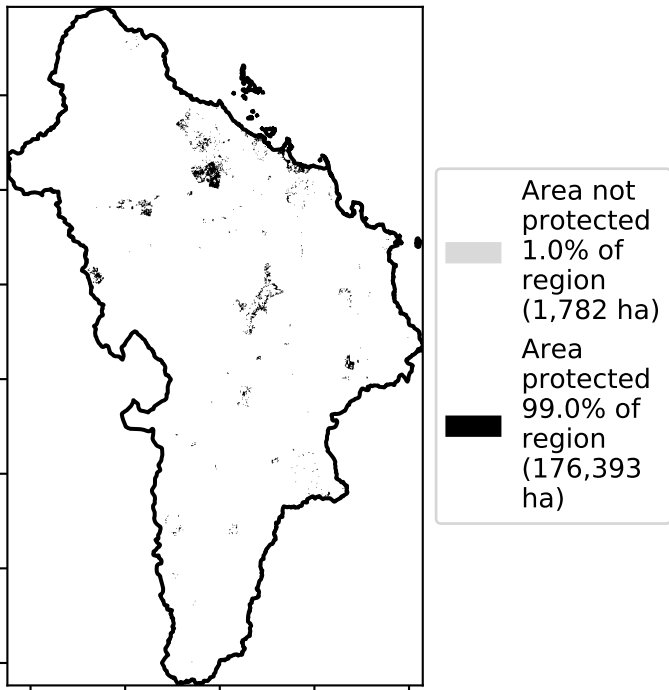 Area not
protected
1.0% of
region
(1,782 ha)
Area
protected
99.0% of
region
(176,393
ha)